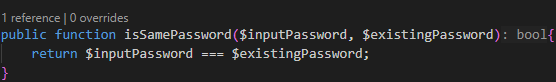 1 reference | 0 overrides
public function isSamePassword($inputPassword, $existingPassword): bool{
    return $inputPassword === $existingPassword;
}